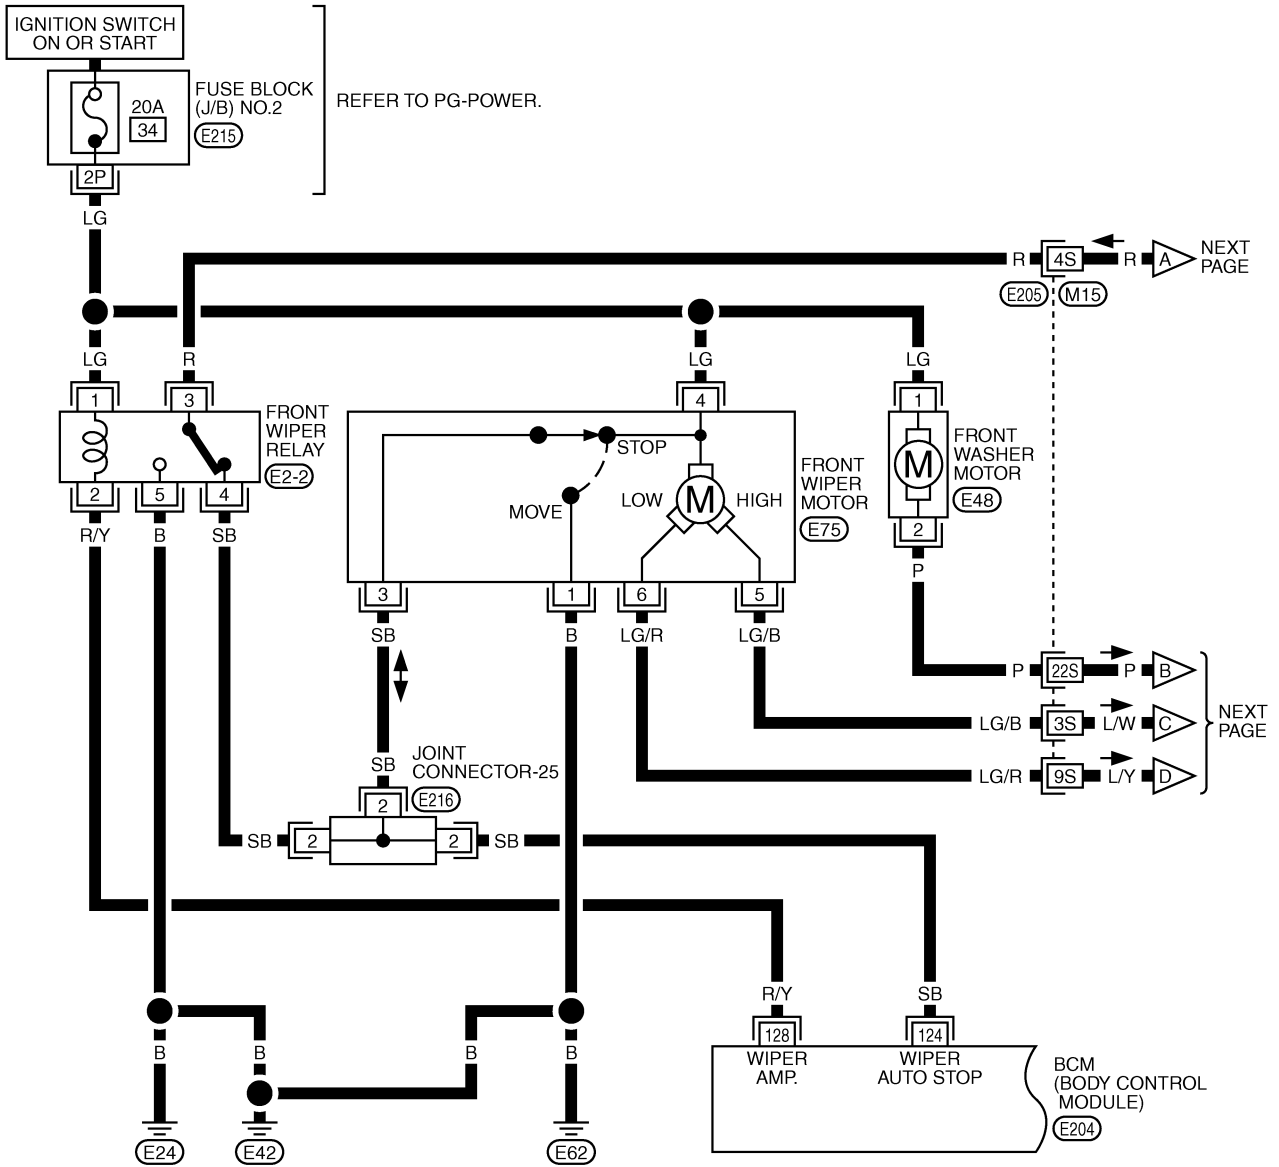 IGNITION SWITCH
ON OR START
FUSE BLOCK
(J/B) NO.2
E215
20A
34
2P
REFER TO PG-POWER.
LG
R
4S
R
A
NEXT
PAGE
E205
M15
LG
R
LG
LG
1
3
4
1
FRONT
WIPER
RELAY
E2-2
STOP
MOVE
LOW
M
HIGH
FRONT
WIPER
MOTOR
E75
M
FRONT
WASHER
MOTOR
E48
2
5
4
2
R/Y
B
SB
P
3
1
6
5
SB
B
LG/R
LG/B
P
22S
P
B
LG/B
3S
L/W
C
NEXT
PAGE
LG/R
9S
L/Y
D
SB
JOINT
CONNECTOR-25
E216
2
SB
2
2
SB
R/Y
SB
128
124
WIPER
AMP.
WIPER
AUTO STOP
BCM
(BODY CONTROL
MODULE)
E204
B
B
B
B
E24
E42
E62